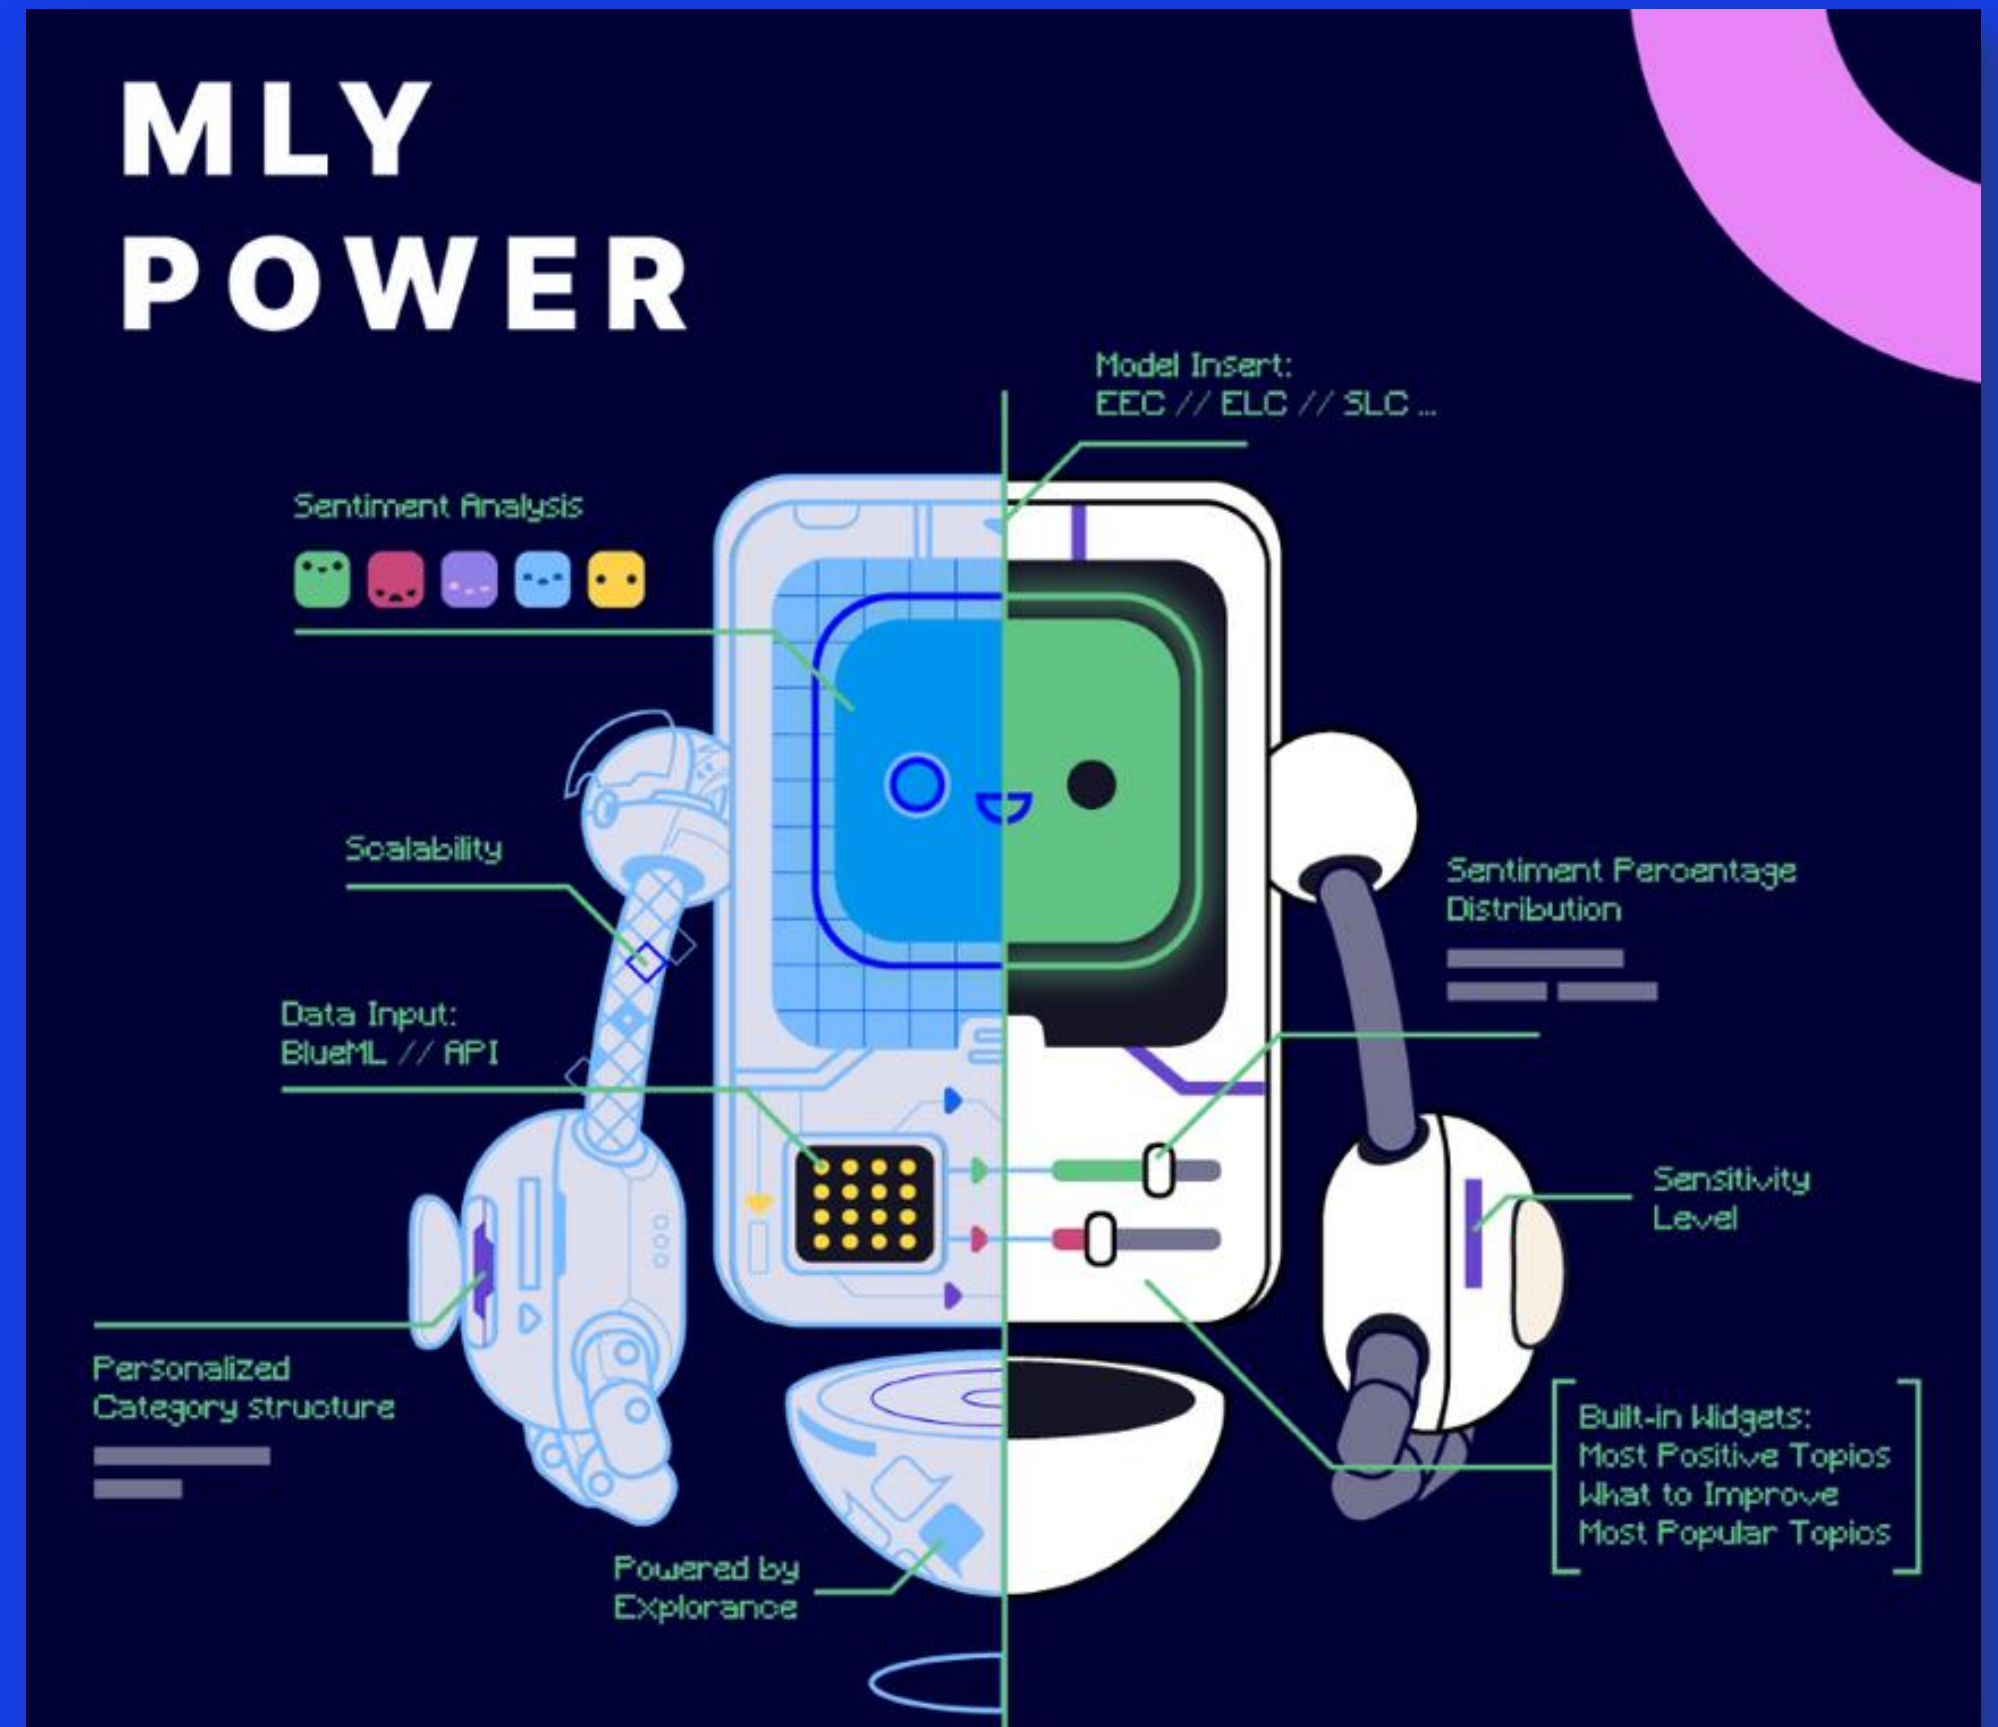 MLY
POWER
Model Insert:
EEC // ELC // SLC ...
Sentiment Analysis
Scalability
Sentiment Percentage
Distribution
Data Input:
BlueML // API
Sensitivity
Level
Personalized
Category structure
Built-in Widgets:
Most Positive Topics
What to Improve
Most Popular Topics
Powered by
Explorance